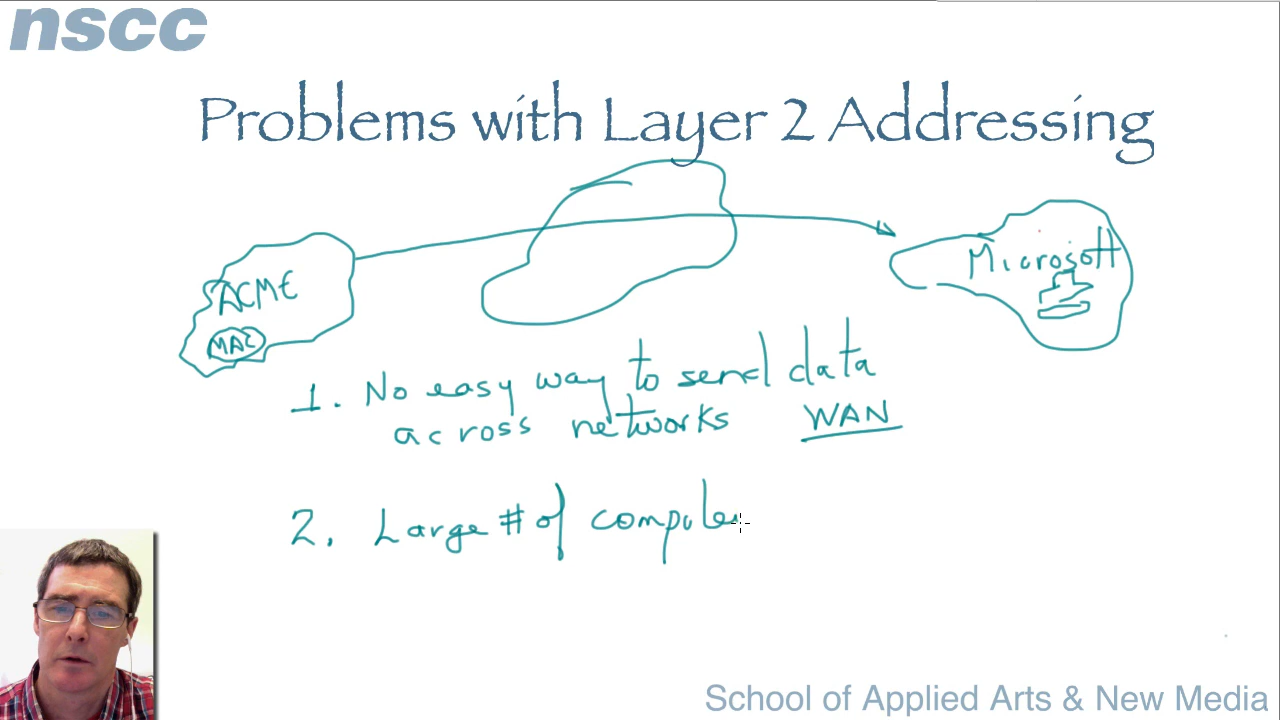 nscc
Problems with Layer 2 Addressing
ACME
MAC
Microsoft
1. No easy way to send data
across networks WAN
2. Large # of compute
School of Applied Arts & New Media